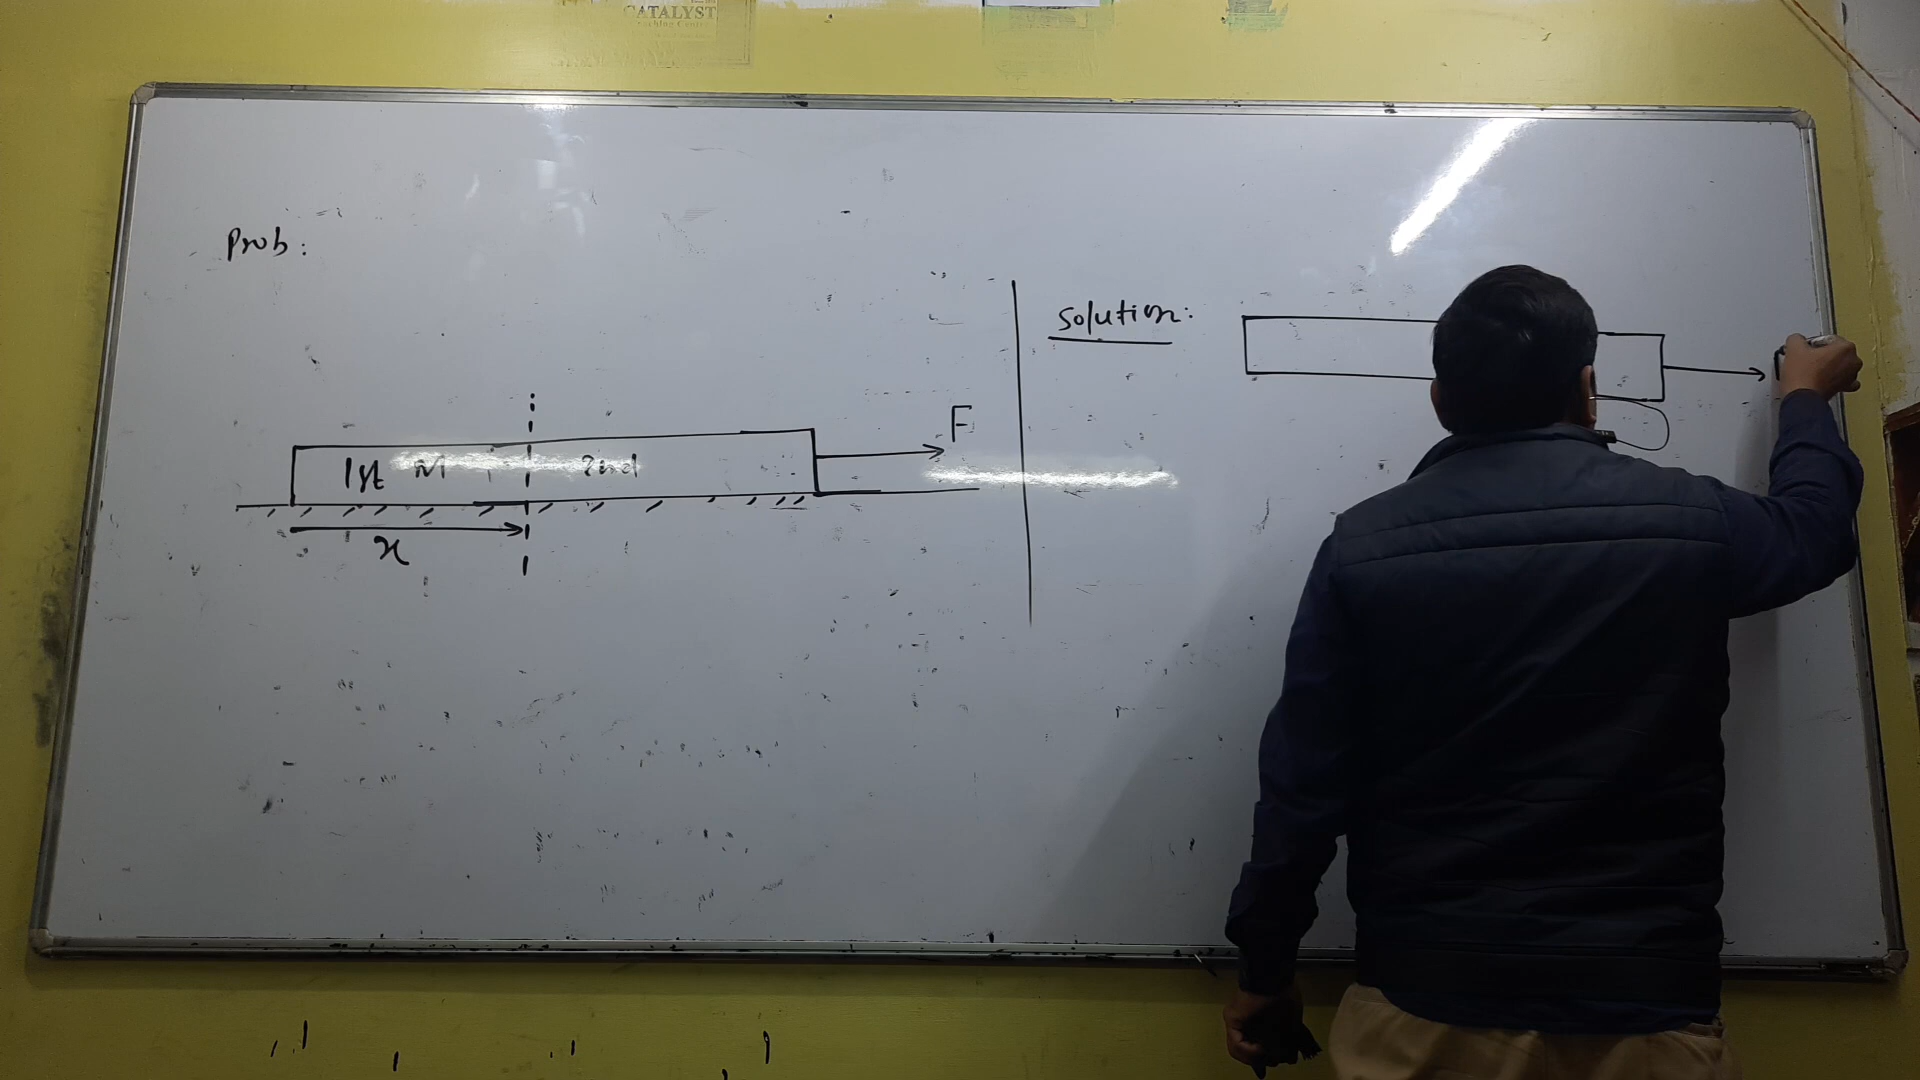 CATALYST
Prob:
Solution:
F
1st M 2nd
x